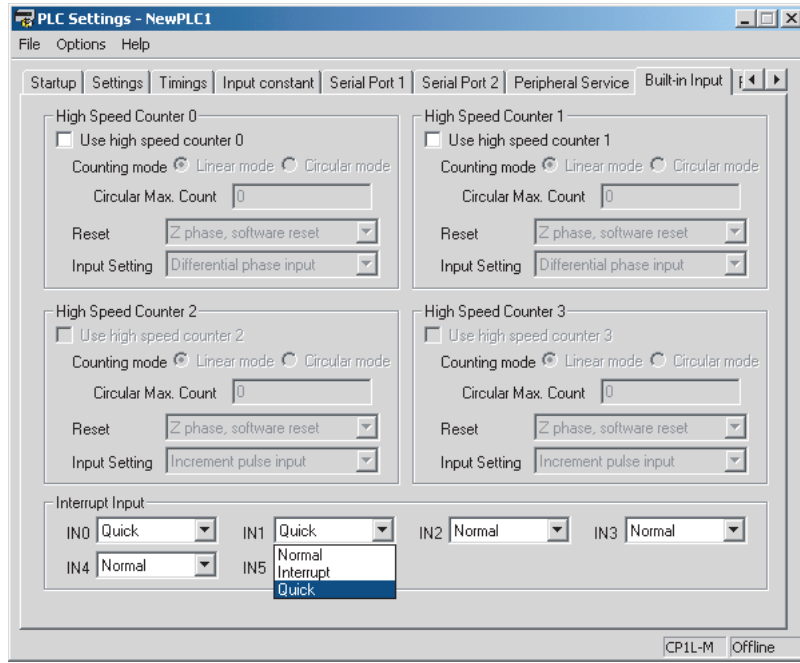 PLC Settings - NewPLC1
File Options Help
Startup Settings Timings Input constant Serial Port 1 Serial Port 2 Peripheral Service Built-in Input
High Speed Counter 0
Use high speed counter 0
Counting mode Linear mode Circular mode
Circular Max. Count 0
Reset Z phase, software reset
Input Setting Differential phase input
High Speed Counter 1
Use high speed counter 1
Counting mode Linear mode Circular mode
Circular Max. Count 0
Reset Z phase, software reset
Input Setting Differential phase input
High Speed Counter 2
Use high speed counter 2
Counting mode Linear mode Circular mode
Circular Max. Count 0
Reset Z phase, software reset
Input Setting Increment pulse input
High Speed Counter 3
Use high speed counter 3
Counting mode Linear mode Circular mode
Circular Max. Count 0
Reset Z phase, software reset
Input Setting Increment pulse input
Interrupt Input
IN0 Quick IN1 Quick IN2 Normal IN3 Normal
IN4 Normal IN5
Normal
Interrupt
Quick
CP1L-M Offline